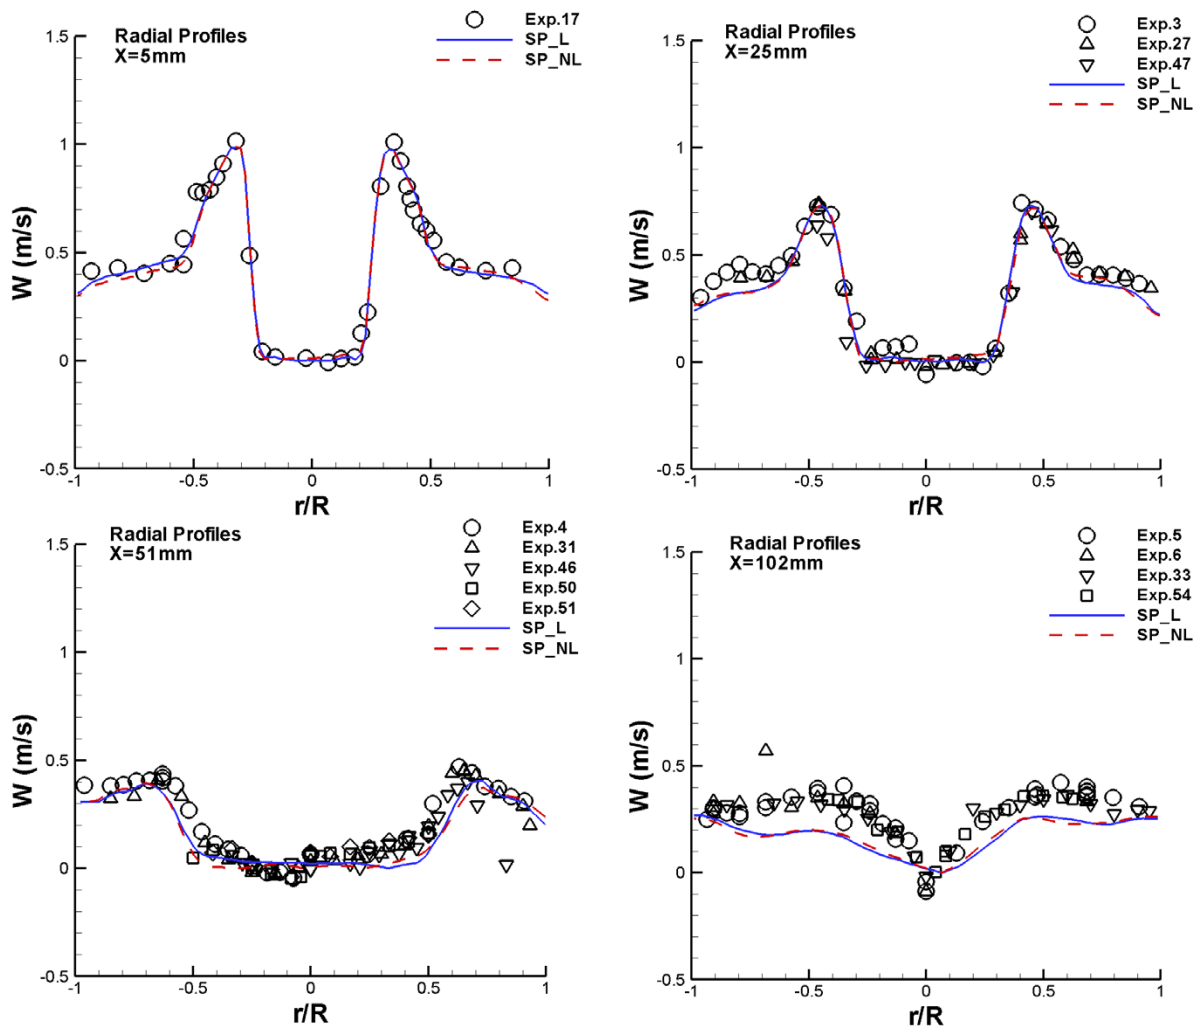 Radial Profiles
X=5mm
Exp.17
SP_L
SP_NL
W (m/s)
1.5
1
0.5
0
-0.5
-1
-0.5
0
0.5
1
r/R
Radial Profiles
X=25mm
Exp.3
Exp.27
Exp.47
SP_L
SP_NL
W (m/s)
1.5
1
0.5
0
-0.5
-1
-0.5
0
0.5
1
r/R
Radial Profiles
X=51mm
Exp.4
Exp.31
Exp.46
Exp.50
Exp.51
SP_L
SP_NL
W (m/s)
1.5
1
0.5
0
-0.5
-1
-0.5
0
0.5
1
r/R
Radial Profiles
X=102mm
Exp.5
Exp.6
Exp.33
Exp.54
SP_L
SP_NL
W (m/s)
1.5
1
0.5
0
-0.5
-1
-0.5
0
0.5
1
r/R